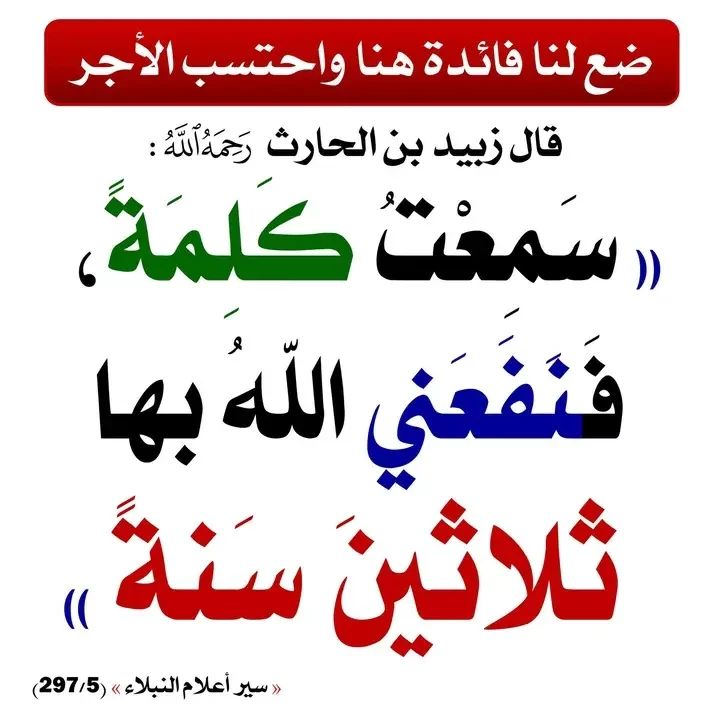 ضع لنا فائدة هنا واحتسب الأجر
قال زبيد بن الحارث رَحِمَهُ ٱللَّهُ :
(( سَمِعْتُ كَلِمَةً ،
فَنَفَعَنِي اللّهُ بها
ثلاثينَ سَنةً ))
« سير أعلام النبلاء » (297/5)